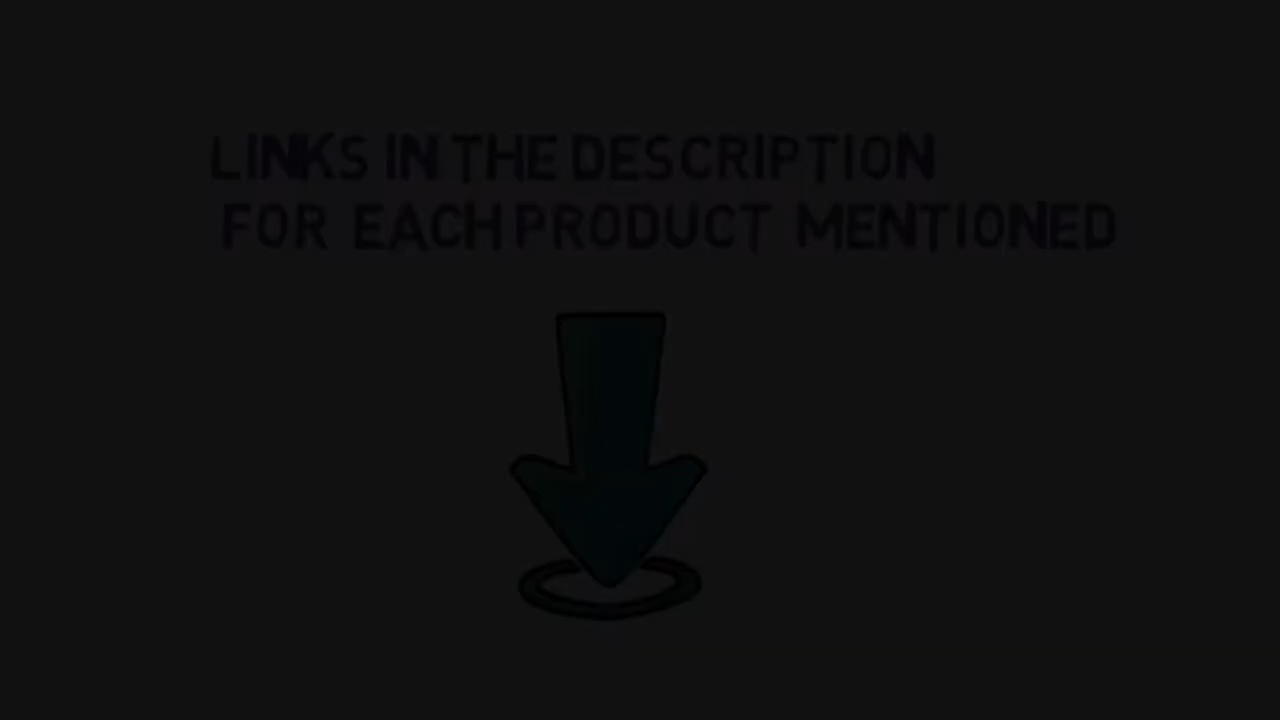 LINKS IN THE DESCRIPTION
FOR EACH PRODUCT MENTIONED